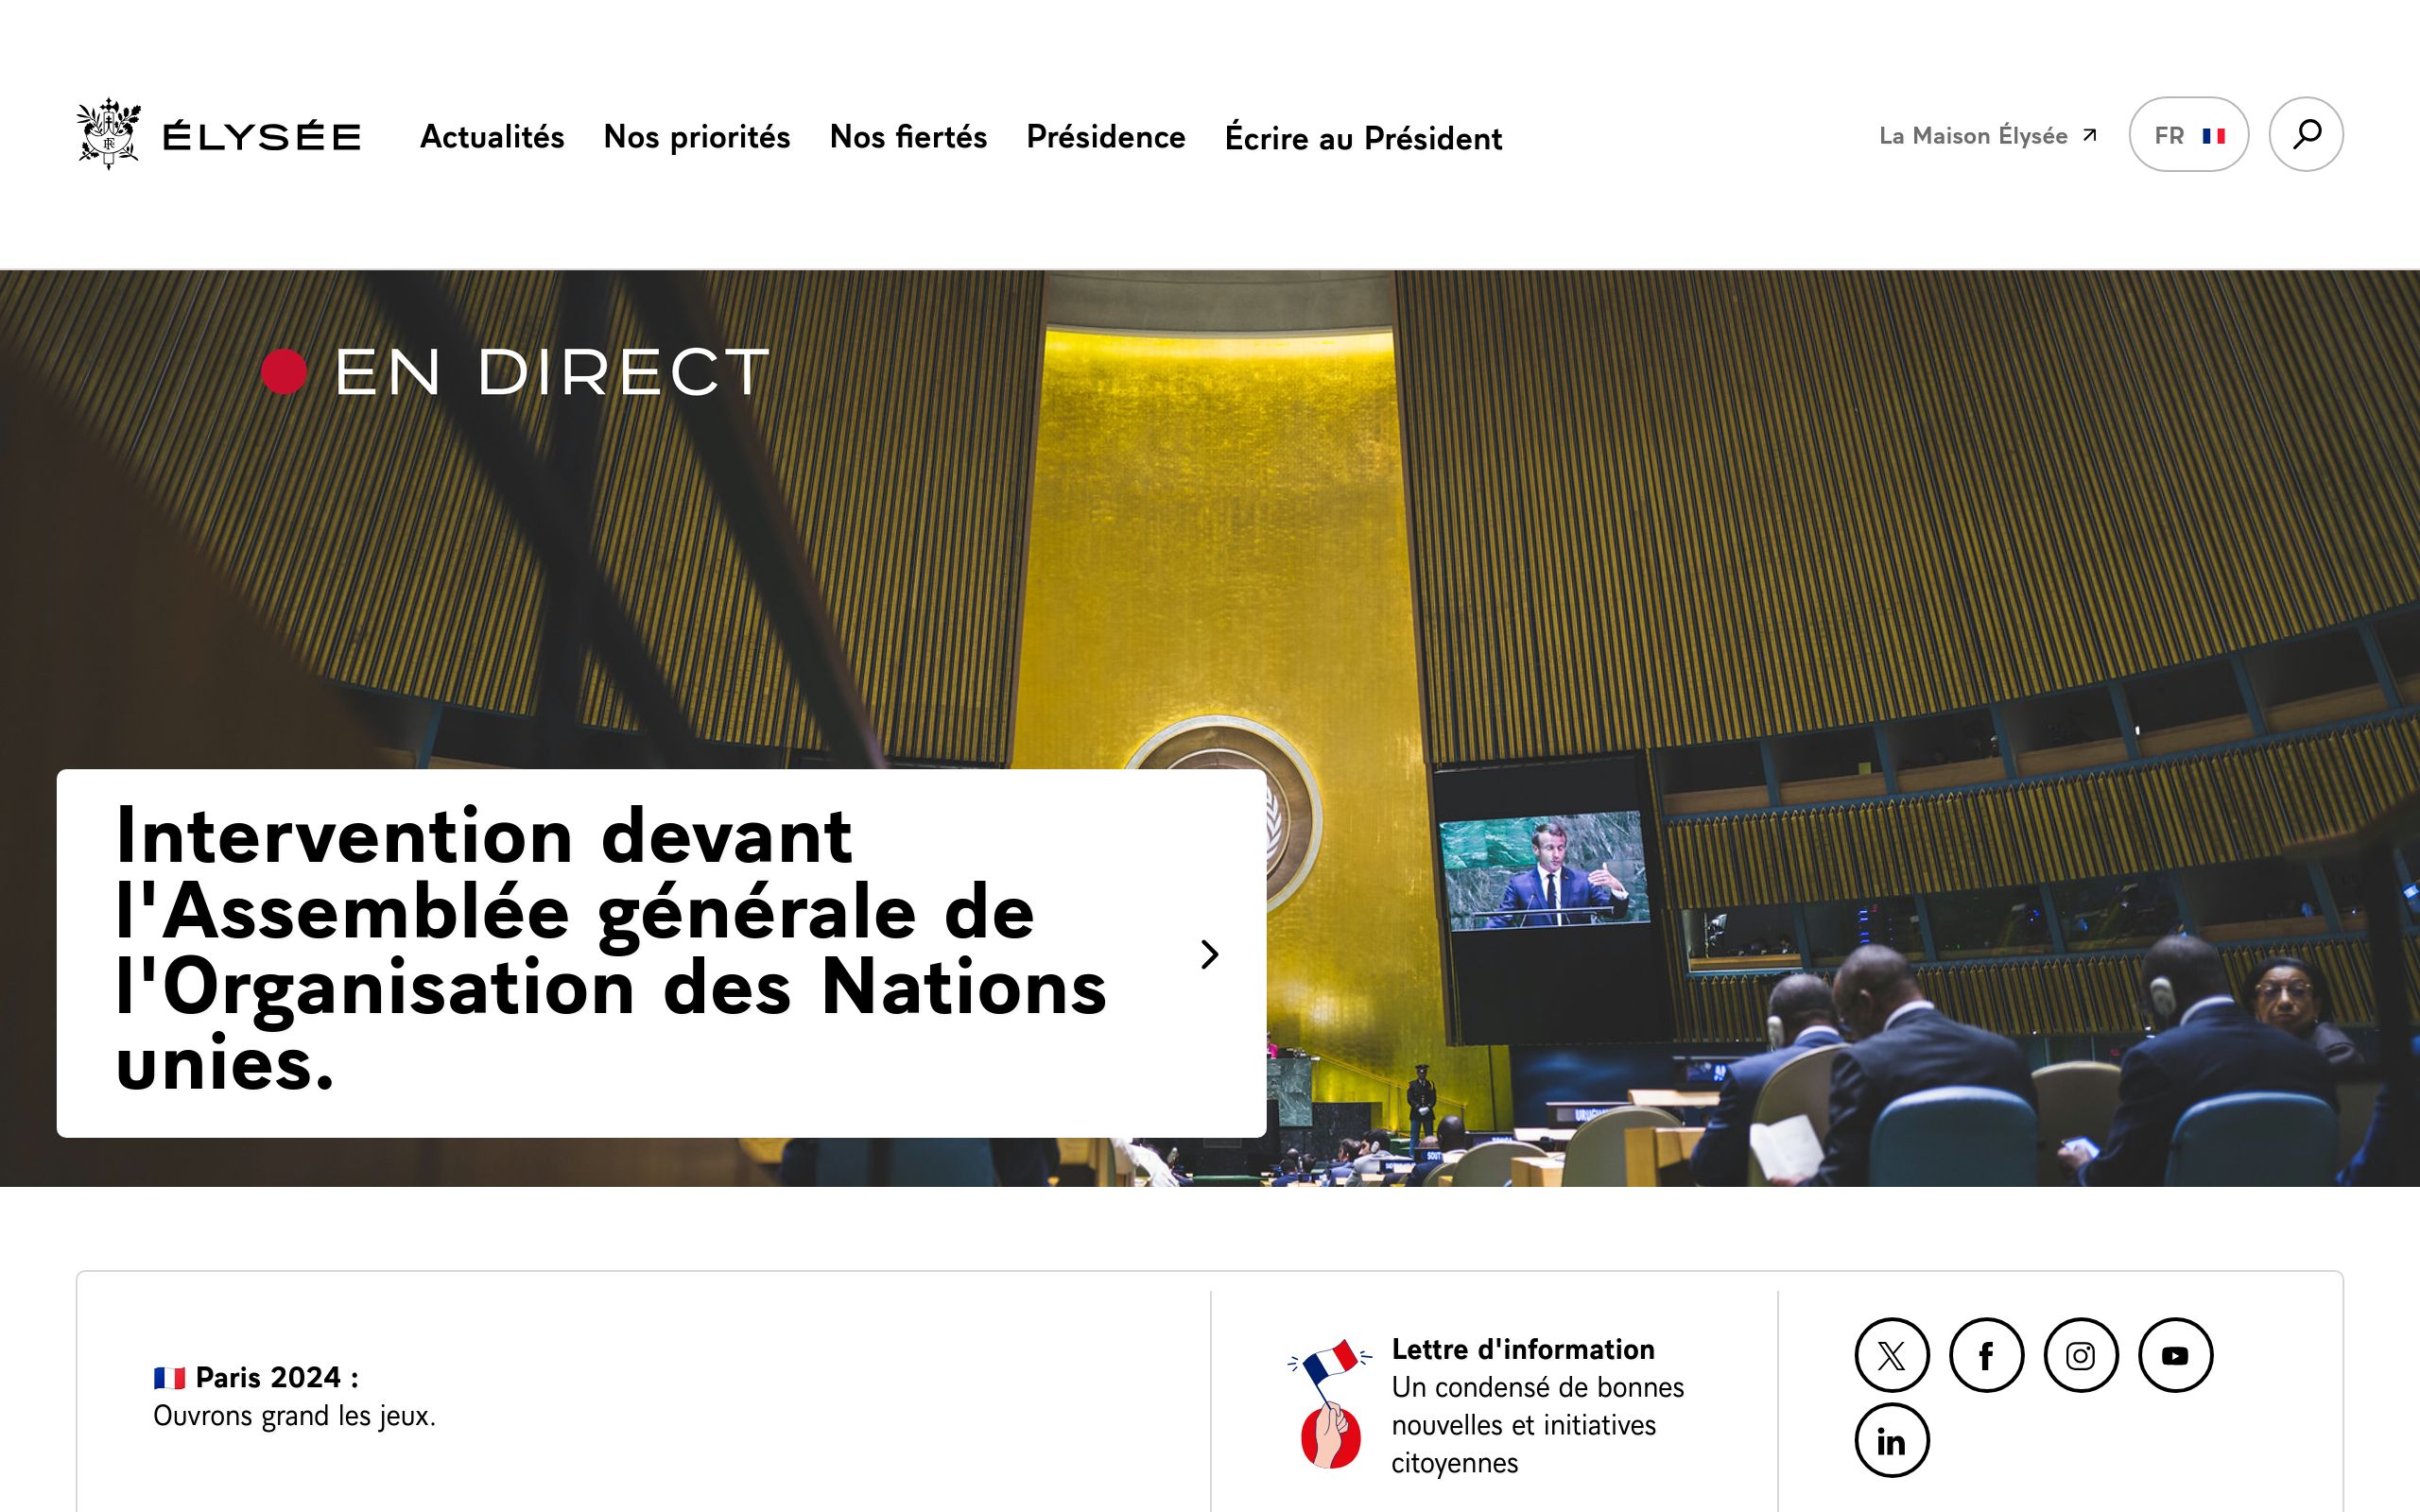 ÉLYSÉE
Actualités
Nos priorités
Nos fiertés
Présidence
Écrire au Président
La Maison Élysée
FR
EN DIRECT
Intervention devant
l'Assemblée générale de
l'Organisation des Nations
unies.
Paris 2024 :
Ouvrons grand les jeux.
Lettre d'information
Un condensé de bonnes
nouvelles et initiatives
citoyennes